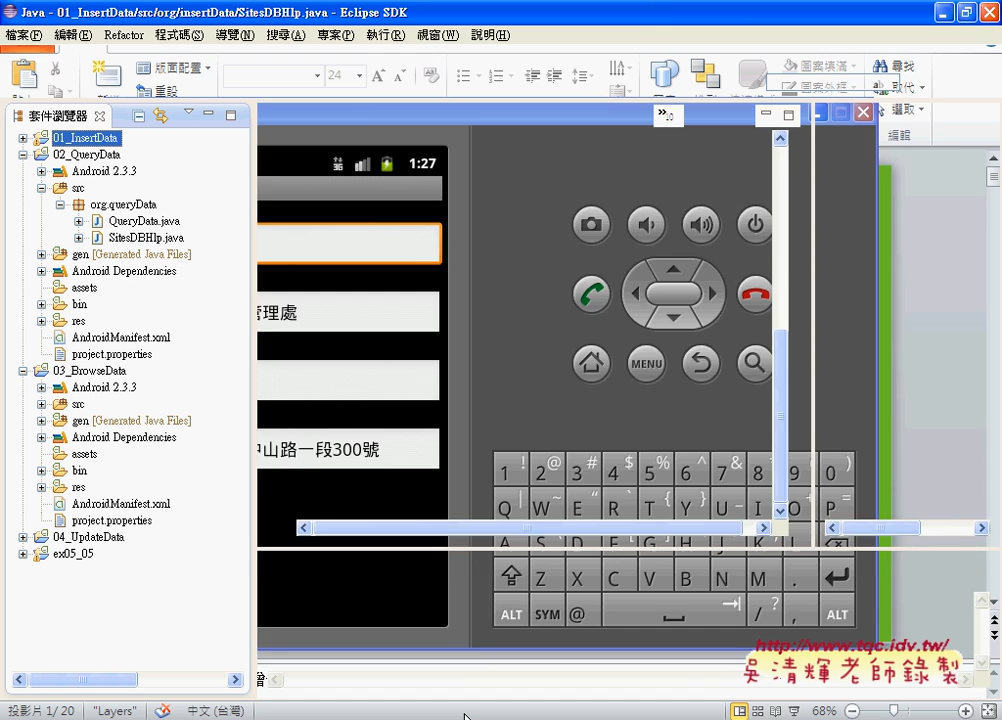 Java - 01_InsertData/src/org/insertData/SitesDBHlp.java - Eclipse SDK
檔案(F) 編輯(E) Refactor 程式碼(S) 導覽(N) 搜尋(A) 專案(P) 執行(R) 視窗(W) 說明(H)
版面配置 24 圖案填滿 尋找
重設 圖案外框 取代
套件瀏覽器 »10 選取
編輯
01_InsertData
02_QueryData
Android 2.3.3
src
org.queryData
QueryData.java
SitesDBHlp.java
gen [Generated Java Files]
Android Dependencies
assets
bin
res
AndroidManifest.xml
project.properties
03_BrowseData
Android 2.3.3
src
gen [Generated Java Files]
Android Dependencies
assets
bin
res
AndroidManifest.xml
project.properties
04_UpdateData
ex05_05
1:27
管理處
中山路一段300號
MENU
1 ! 2 @ 3 # 4 $ 5 % 6 ^ 7 & 8 * 9 ( 0 )
Q W ~ E “ R ` T { Y } U _ I - O + P =
A S D F G H J K L
Z X C V B N M .
ALT SYM @ / ? , ALT
http://www.tqc.idv.tw/
吳清輝老師錄製
投影片 1/20 "Layers" 中文 (台灣) 68%